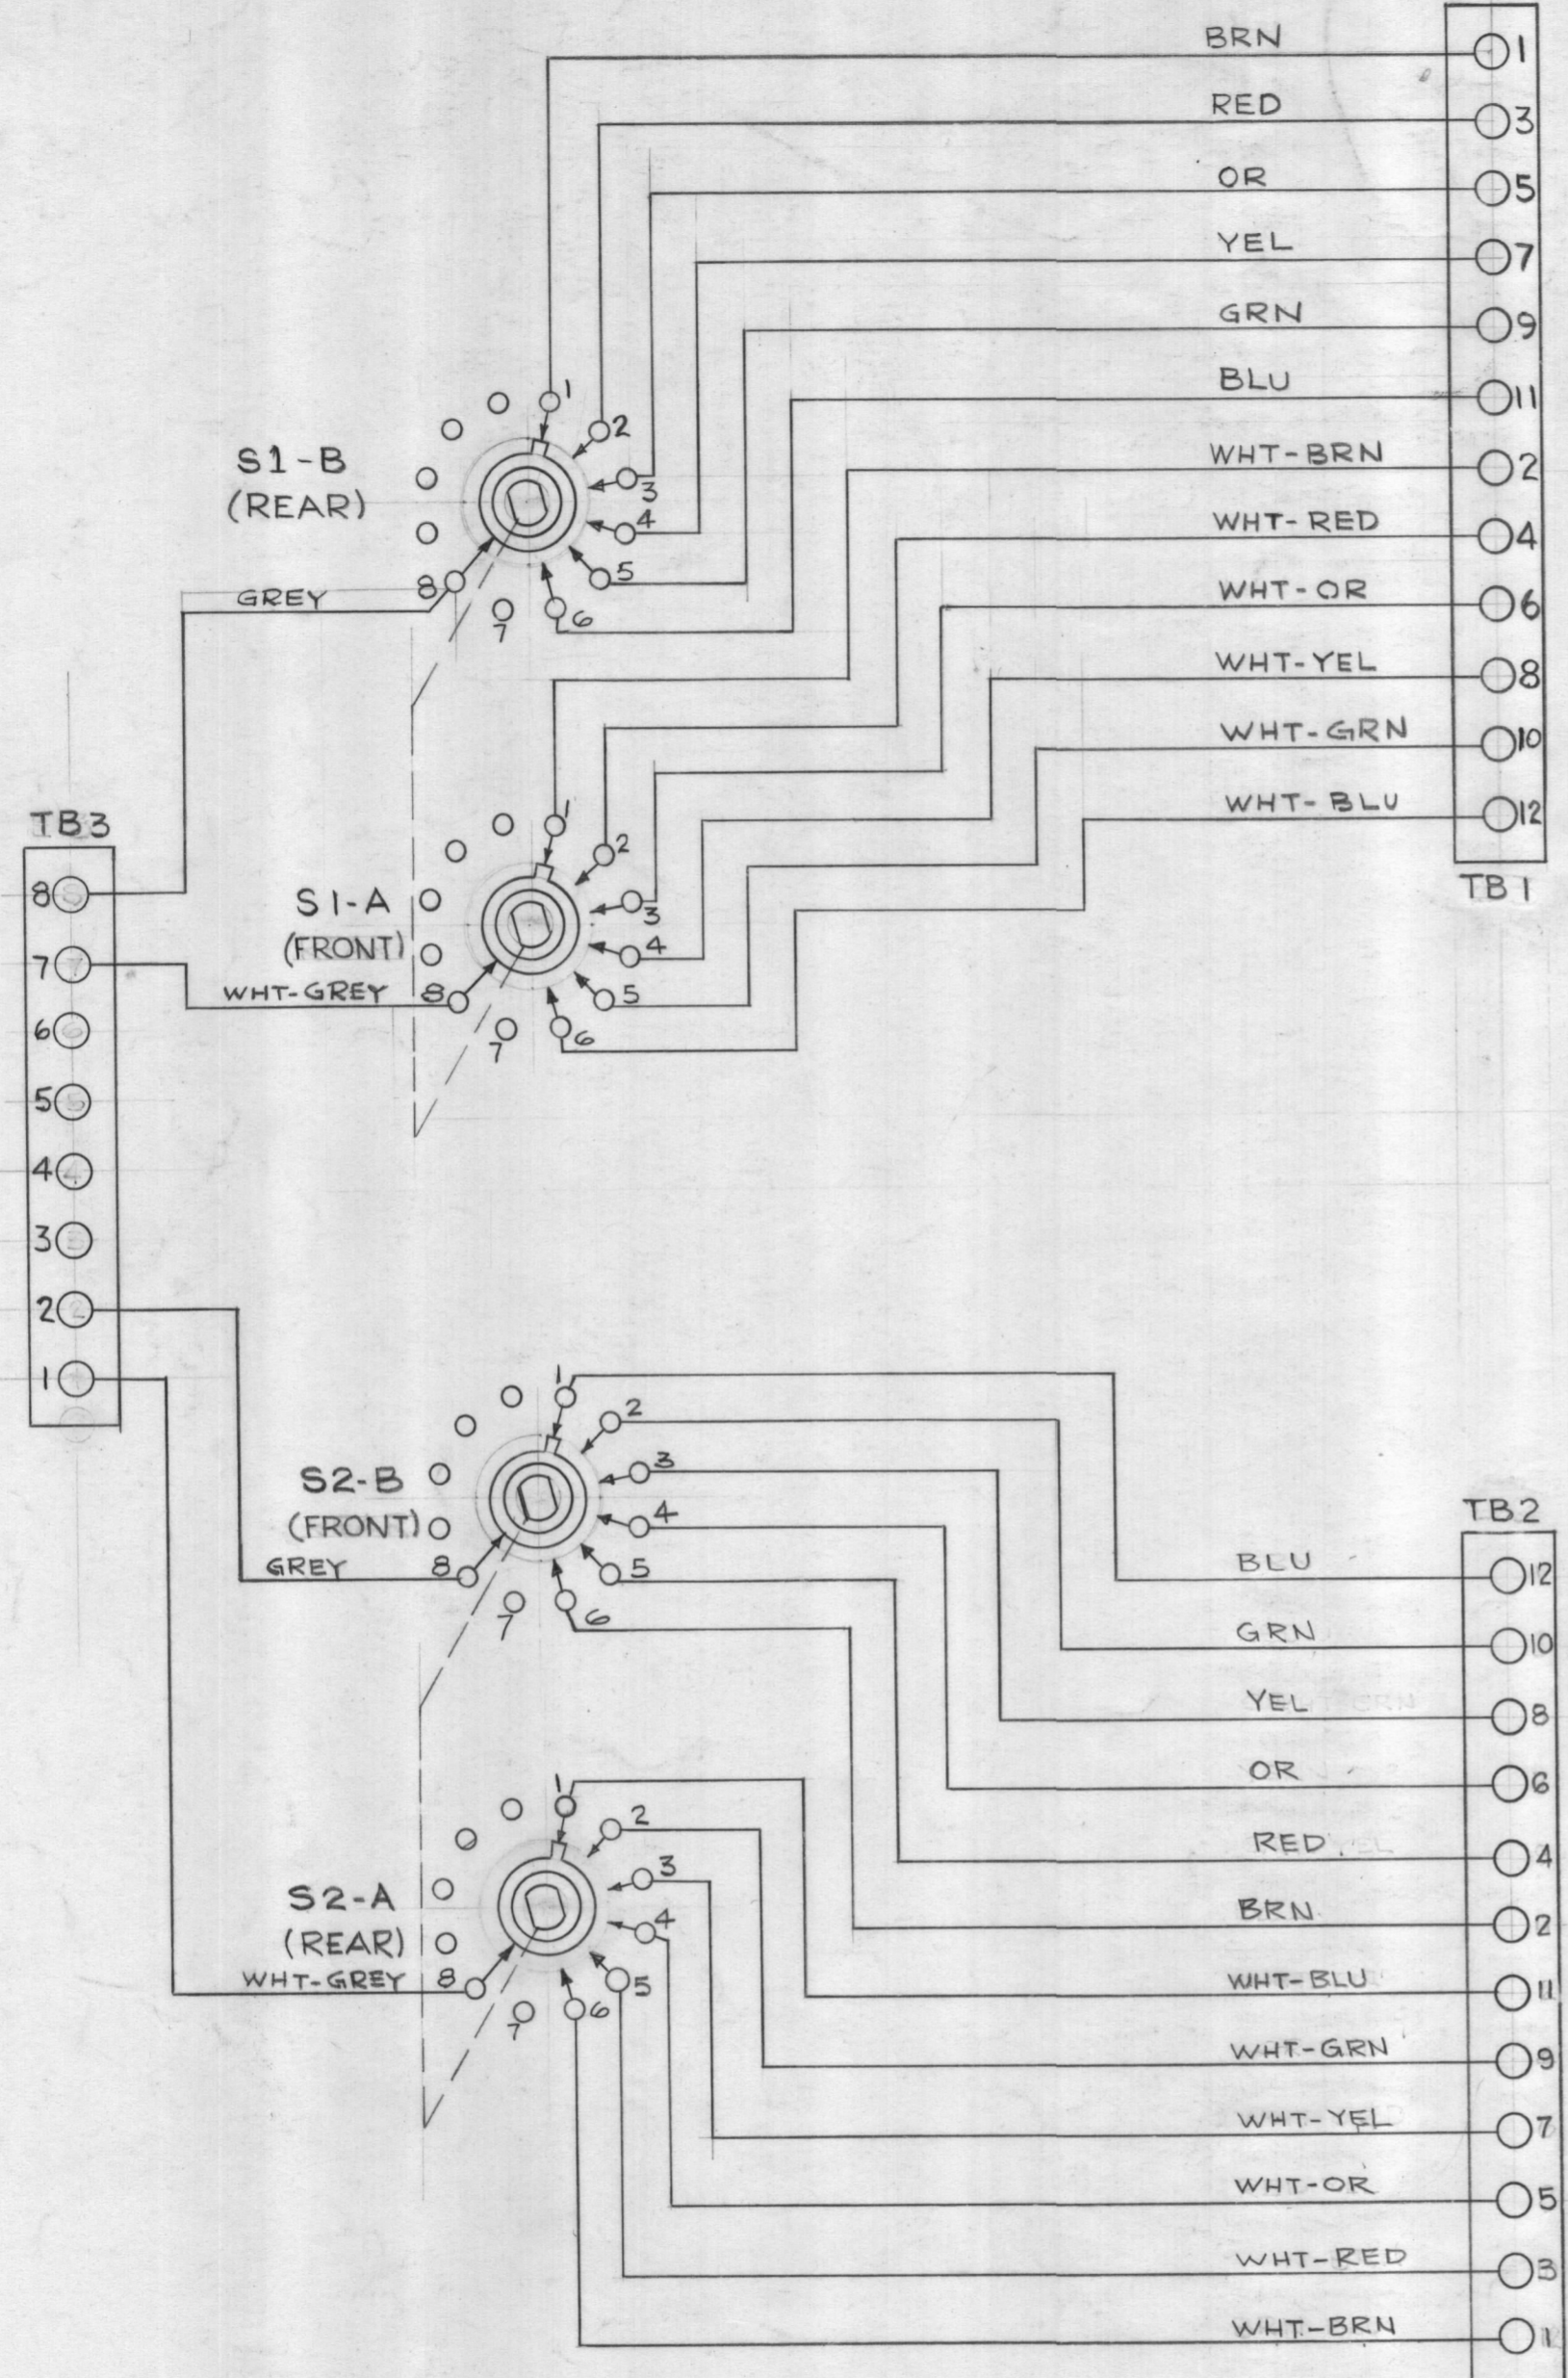 BRN 1
RED 3
OR 5
YEL 7
GRN 9
BLU 11
WHT-BRN 2
WHT-RED 4
WHT-OR 6
WHT-YEL 8
WHT-GRN 10
WHT-BLU 12
TB 1
S1-B
(REAR)
1
2
3
4
5
6
7
8
GREY
S1-A
(FRONT)
1
2
3
4
5
6
7
8
WHT-GREY
TB3
8
7
6
5
4
3
2
1
S2-B
(FRONT)
1
2
3
4
5
6
7
8
GREY
S2-A
(REAR)
1
2
3
4
5
6
7
8
WHT-GREY
TB2
BLU 12
GRN 10
YEL 8
OR 6
RED 4
BRN 2
WHT-BLU 11
WHT-GRN 9
WHT-YEL 7
WHT-OR 5
WHT-RED 3
WHT-BRN 1